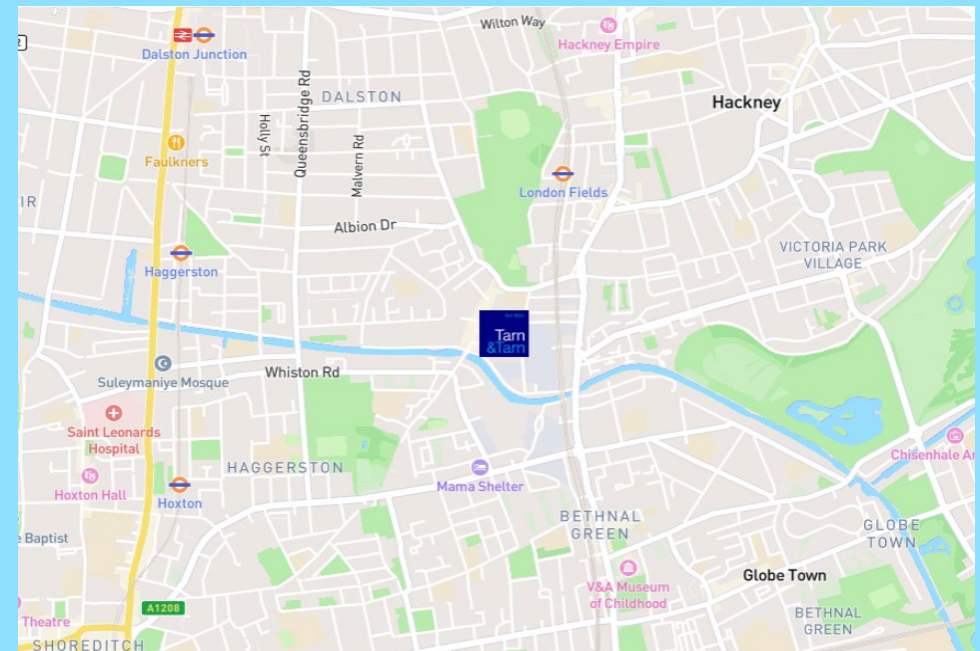 Wilton Way
Hackney Empire
Dalston Junction
DALSTON
Hackney
Holly St
Queensbridge Rd
Malvern Rd
Faulkners
London Fields
IR
Albion Dr
VICTORIA PARK
VILLAGE
Haggerston
Tarn
&Tarn
Suleymaniye Mosque
Whiston Rd
Saint Leonards
Hospital
Chisenhale Ar
HAGGERSTON
Mama Shelter
Hoxton Hall
Hoxton
BETHNAL
GREEN
GLOBE
TOWN
e Baptist
Globe Town
V&A Museum
of Childhood
A1208
BETHNAL
GREEN
Theatre
SHOREDITCH